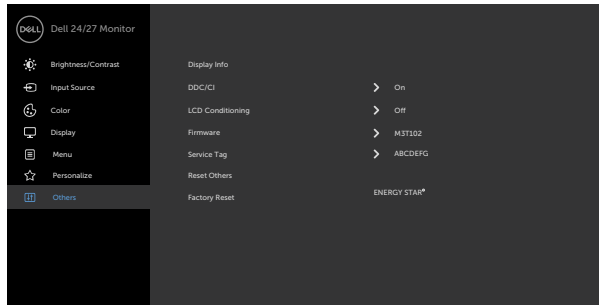 DELL Dell 24/27 Monitor
Brightness/Contrast Display Info
Input Source DDC/CI On
Color LCD Conditioning Off
Display Firmware M3T102
Menu Service Tag ABCDEFG
Personalize Reset Others
Others Factory Reset ENERGY STAR®